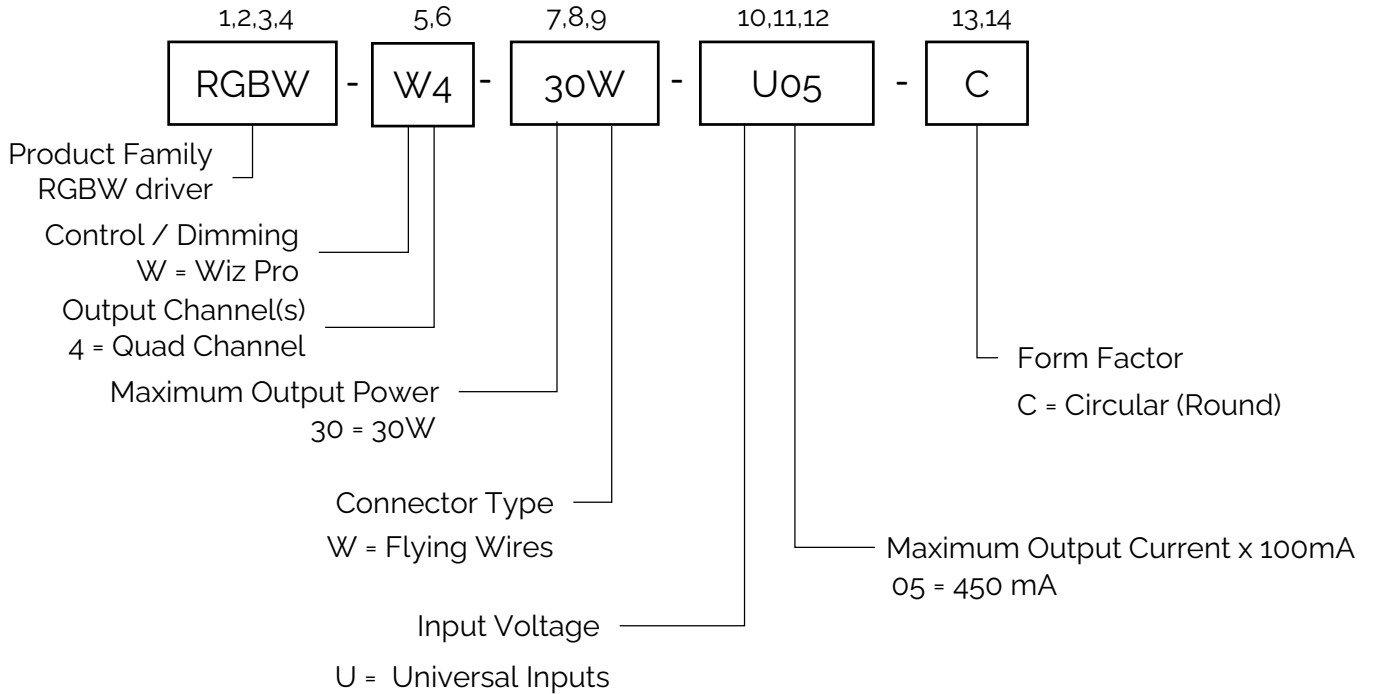 1,2,3,4 5,6 7,8,9 10,11,12 13,14
RGBW - W4 - 30W - U05 - C
Product Family
RGBW driver
Control / Dimming
W = Wiz Pro
Output Channel(s)
4 = Quad Channel
Form Factor
C = Circular (Round)
Maximum Output Power
30 = 30W
Connector Type
W = Flying Wires
Maximum Output Current x 100mA
05 = 450 mA
Input Voltage
U = Universal Inputs